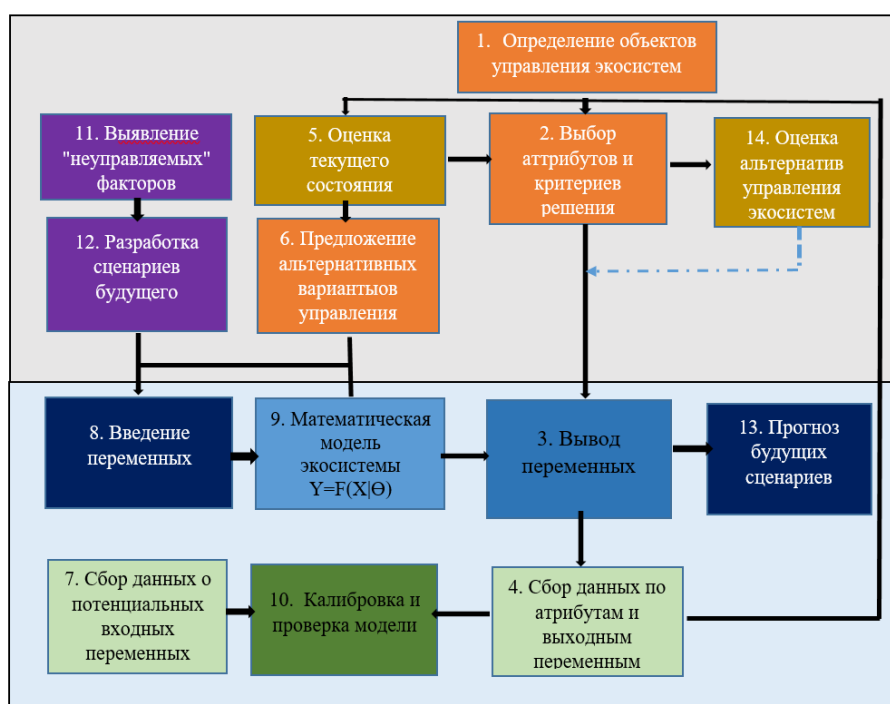 1. Определение объектов
управления экосистем
11. Выявление
"неуправляемых"
факторов
5. Оценка
текущего
состояния
2. Выбор
аттрибутов и
критериев
решения
14. Оценка
альтернатив
управления
экосистем
12. Разработка
сценариев
будущего
6. Предложение
альтернативных
вариантыов
управления
8. Введение
переменных
9. Математическая
модель
экосистемы
Y=F(X|Ө)
3. Вывод
переменных
13. Прогноз
будущих
сценариев
7. Сбор данных о
потенциальных
входных
переменных
10. Калибровка и
проверка модели
4. Сбор данных по
атрибутам и
выходным
переменным